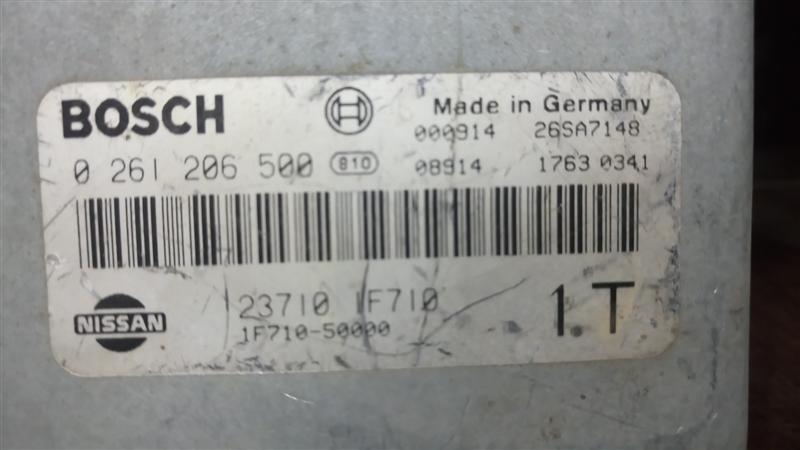 BOSCH
Made in Germany
000914 26SA7148
0 261 206 500 810 08914 1763 0341
NISSAN
23710 1F710
1F710-50000
1.T